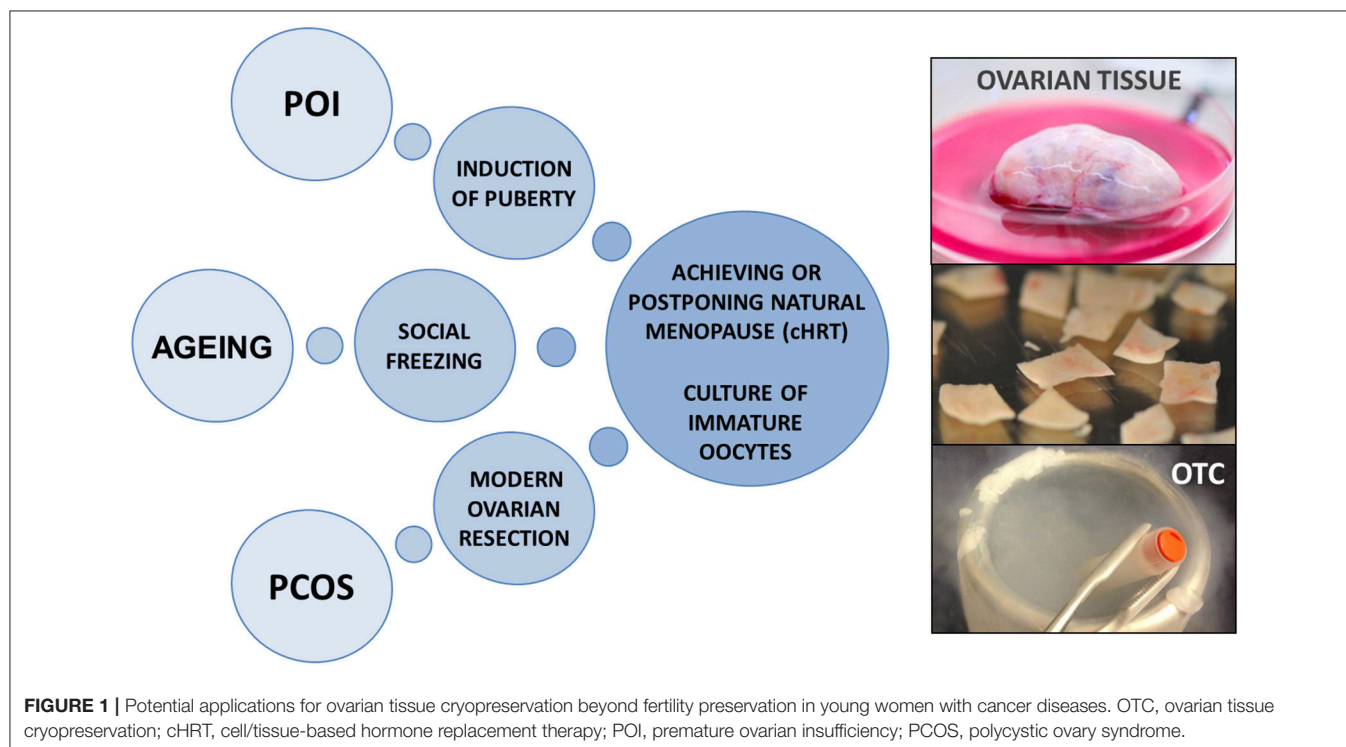 POI
INDUCTION
OF PUBERTY
AGEING
SOCIAL
FREEZING
PCOS
MODERN
OVARIAN
RESECTION
ACHIEVING OR
POSTPONING NATURAL
MENOPAUSE (cHRT)
CULTURE OF
IMMATURE
OOCYTES
OVARIAN TISSUE
OTC
FIGURE 1 | Potential applications for ovarian tissue cryopreservation beyond fertility preservation in young women with cancer diseases. OTC, ovarian tissue
cryopreservation; cHRT, cell/tissue-based hormone replacement therapy; POI, premature ovarian insufficiency; PCOS, polycystic ovary syndrome.